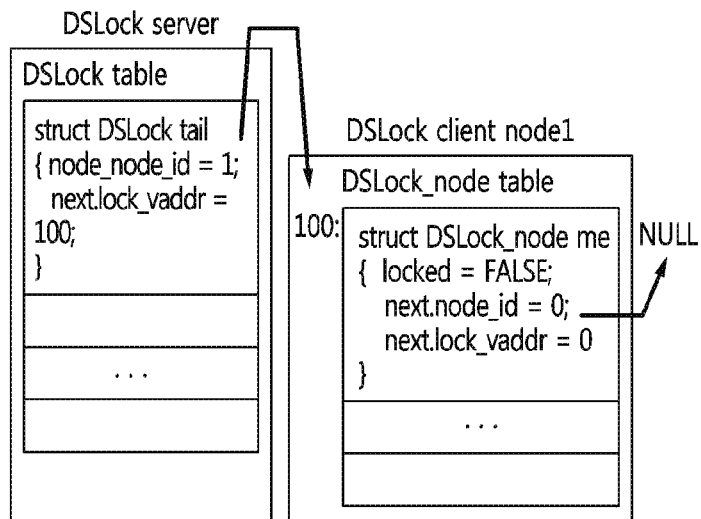 DSLock server
DSLock table
struct DSLock tail
{ node_node_id = 1;
next.lock_vaddr =
100;
}
...
DSLock client node1
DSLock_node table
100:
struct DSLock_node me
{ locked = FALSE;
next.node_id = 0;
next.lock_vaddr = 0
}
...
NULL